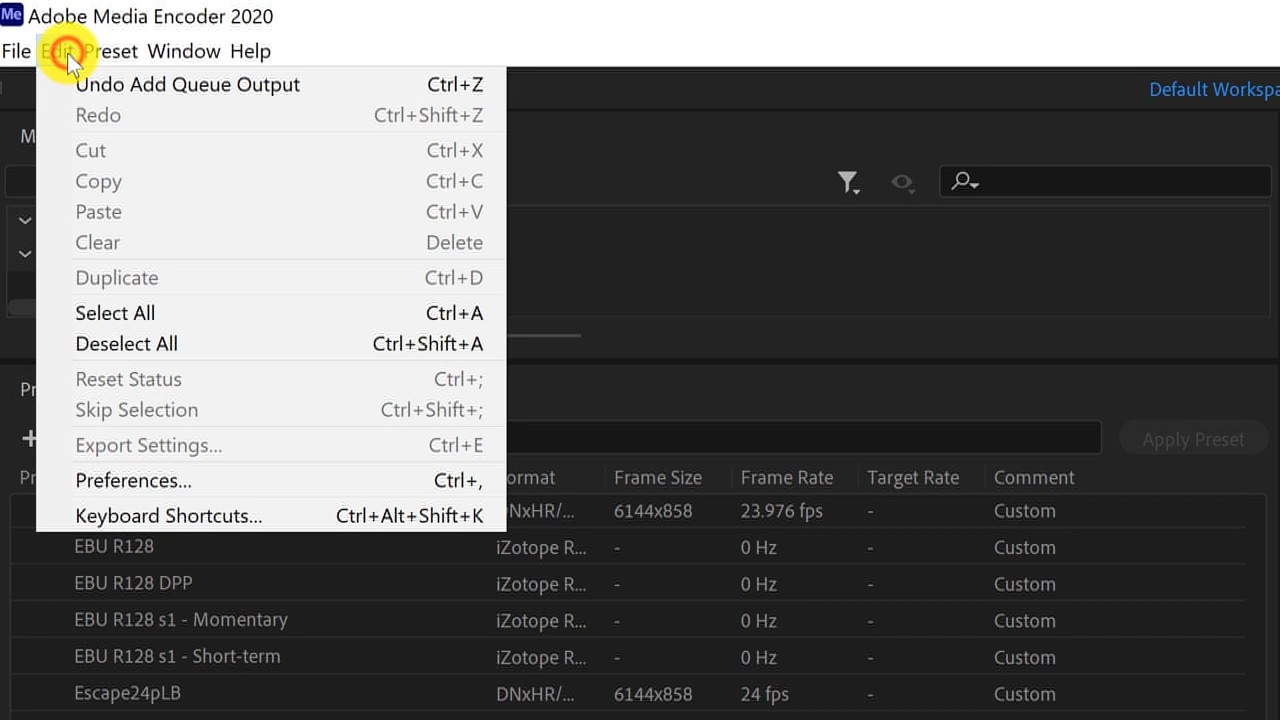 Me Adobe Media Encoder 2020
File Edit Preset Window Help
Undo Add Queue Output Ctrl+Z
Default Workspa
Redo Ctrl+Shift+Z
M
Cut Ctrl+X
Copy Ctrl+C
Paste Ctrl+V
Clear Delete
Duplicate Ctrl+D
Select All Ctrl+A
Deselect All Ctrl+Shift+A
Reset Status Ctrl+;
Pr
Skip Selection Ctrl+Shift+;
Export Settings... Ctrl+E
Apply Preset
Preferences... Ctrl+,
Pr ormat Frame Size Frame Rate Target Rate Comment
Keyboard Shortcuts... Ctrl+Alt+Shift+K
DNxHR/... 6144x858 23.976 fps - Custom
EBU R128 iZotope R... - 0 Hz - Custom
EBU R128 DPP iZotope R... - 0 Hz - Custom
EBU R128 s1 - Momentary iZotope R... - 0 Hz - Custom
EBU R128 s1 - Short-term iZotope R... - 0 Hz - Custom
Escape24pLB DNxHR/... 6144x858 24 fps - Custom